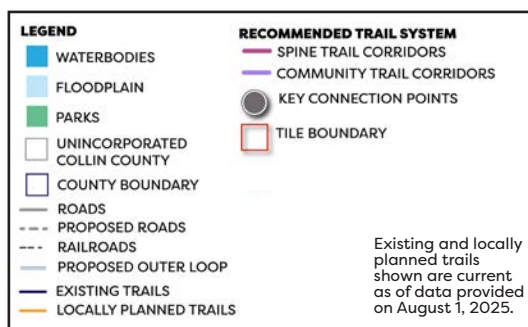 LEGEND
WATERBODIES
FLOODPLAIN
PARKS
UNINCORPORATED
COLLIN COUNTY
COUNTY BOUNDARY
ROADS
PROPOSED ROADS
RAILROADS
PROPOSED OUTER LOOP
EXISTING TRAILS
LOCALLY PLANNED TRAILS
RECOMMENDED TRAIL SYSTEM
SPINE TRAIL CORRIDORS
COMMUNITY TRAIL CORRIDORS
KEY CONNECTION POINTS
TILE BOUNDARY
Existing and locally
planned trails
shown are current
as of data provided
on August 1, 2025.